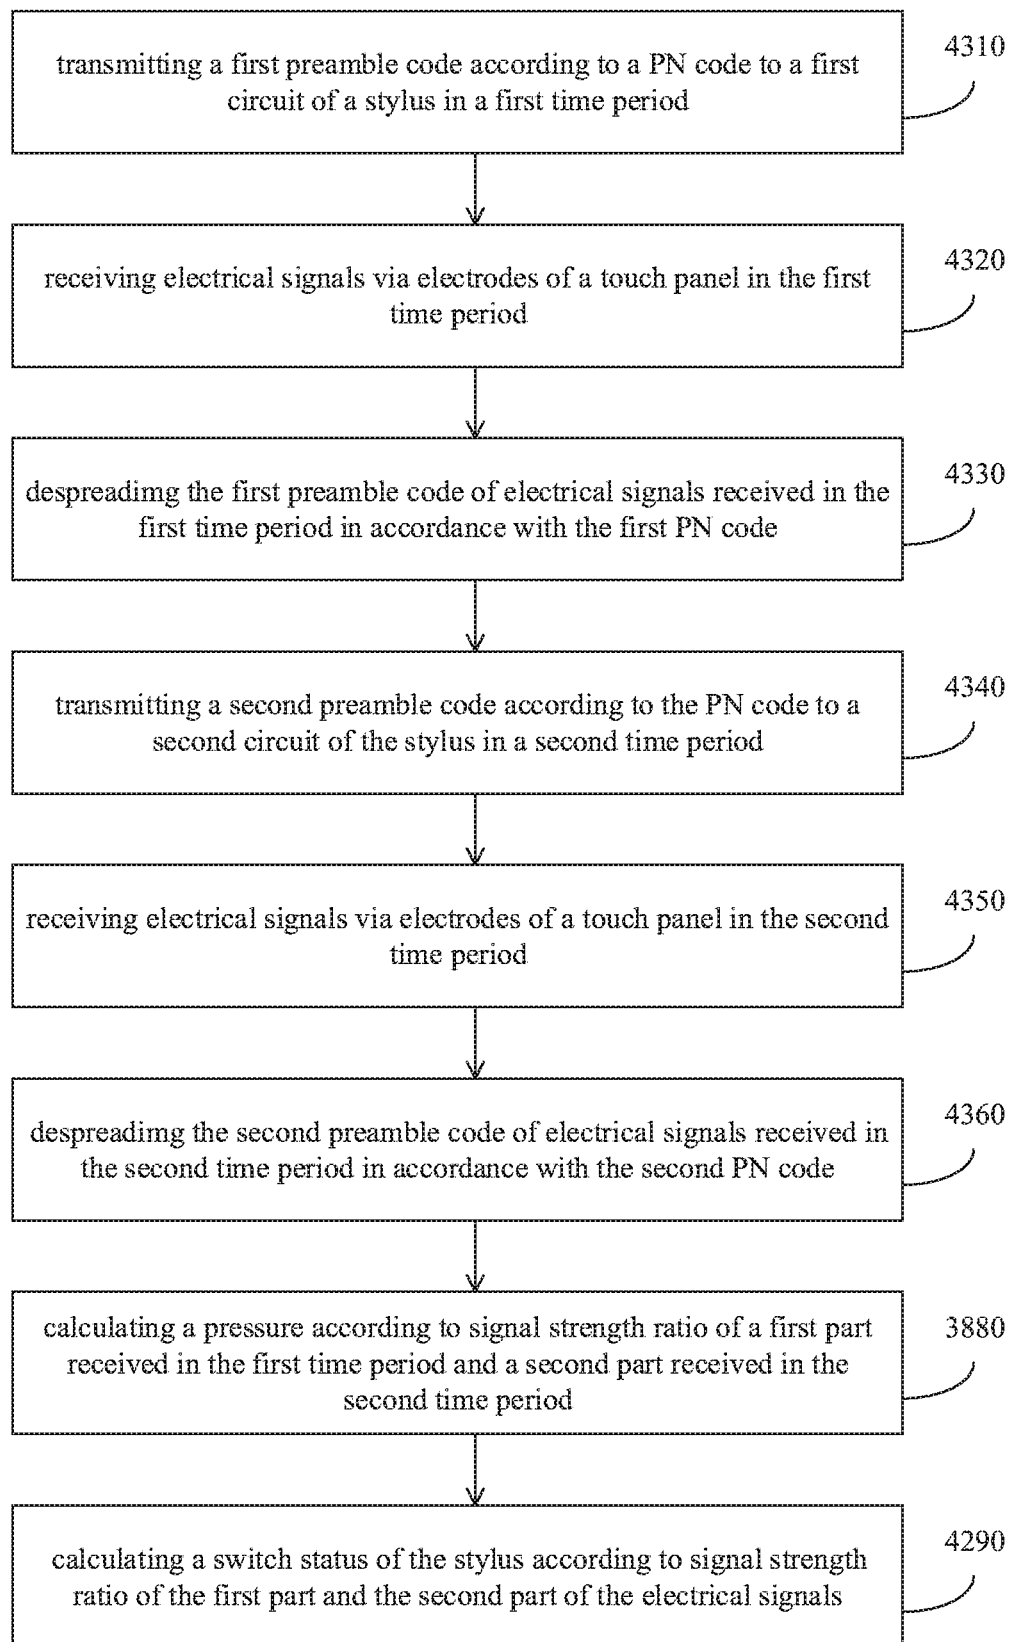 transmitting a first preamble code according to a PN code to a first
circuit of a stylus in a first time period
4310
receiving electrical signals via electrodes of a touch panel in the first
time period
4320
despreadimg the first preamble code of electrical signals received in the
first time period in accordance with the first PN code
4330
transmitting a second preamble code according to the PN code to a
second circuit of the stylus in a second time period
4340
receiving electrical signals via electrodes of a touch panel in the second
time period
4350
despreadimg the second preamble code of electrical signals received in
the second time period in accordance with the second PN code
4360
calculating a pressure according to signal strength ratio of a first part
received in the first time period and a second part received in the
second time period
3880
calculating a switch status of the stylus according to signal strength
ratio of the first part and the second part of the electrical signals
4290